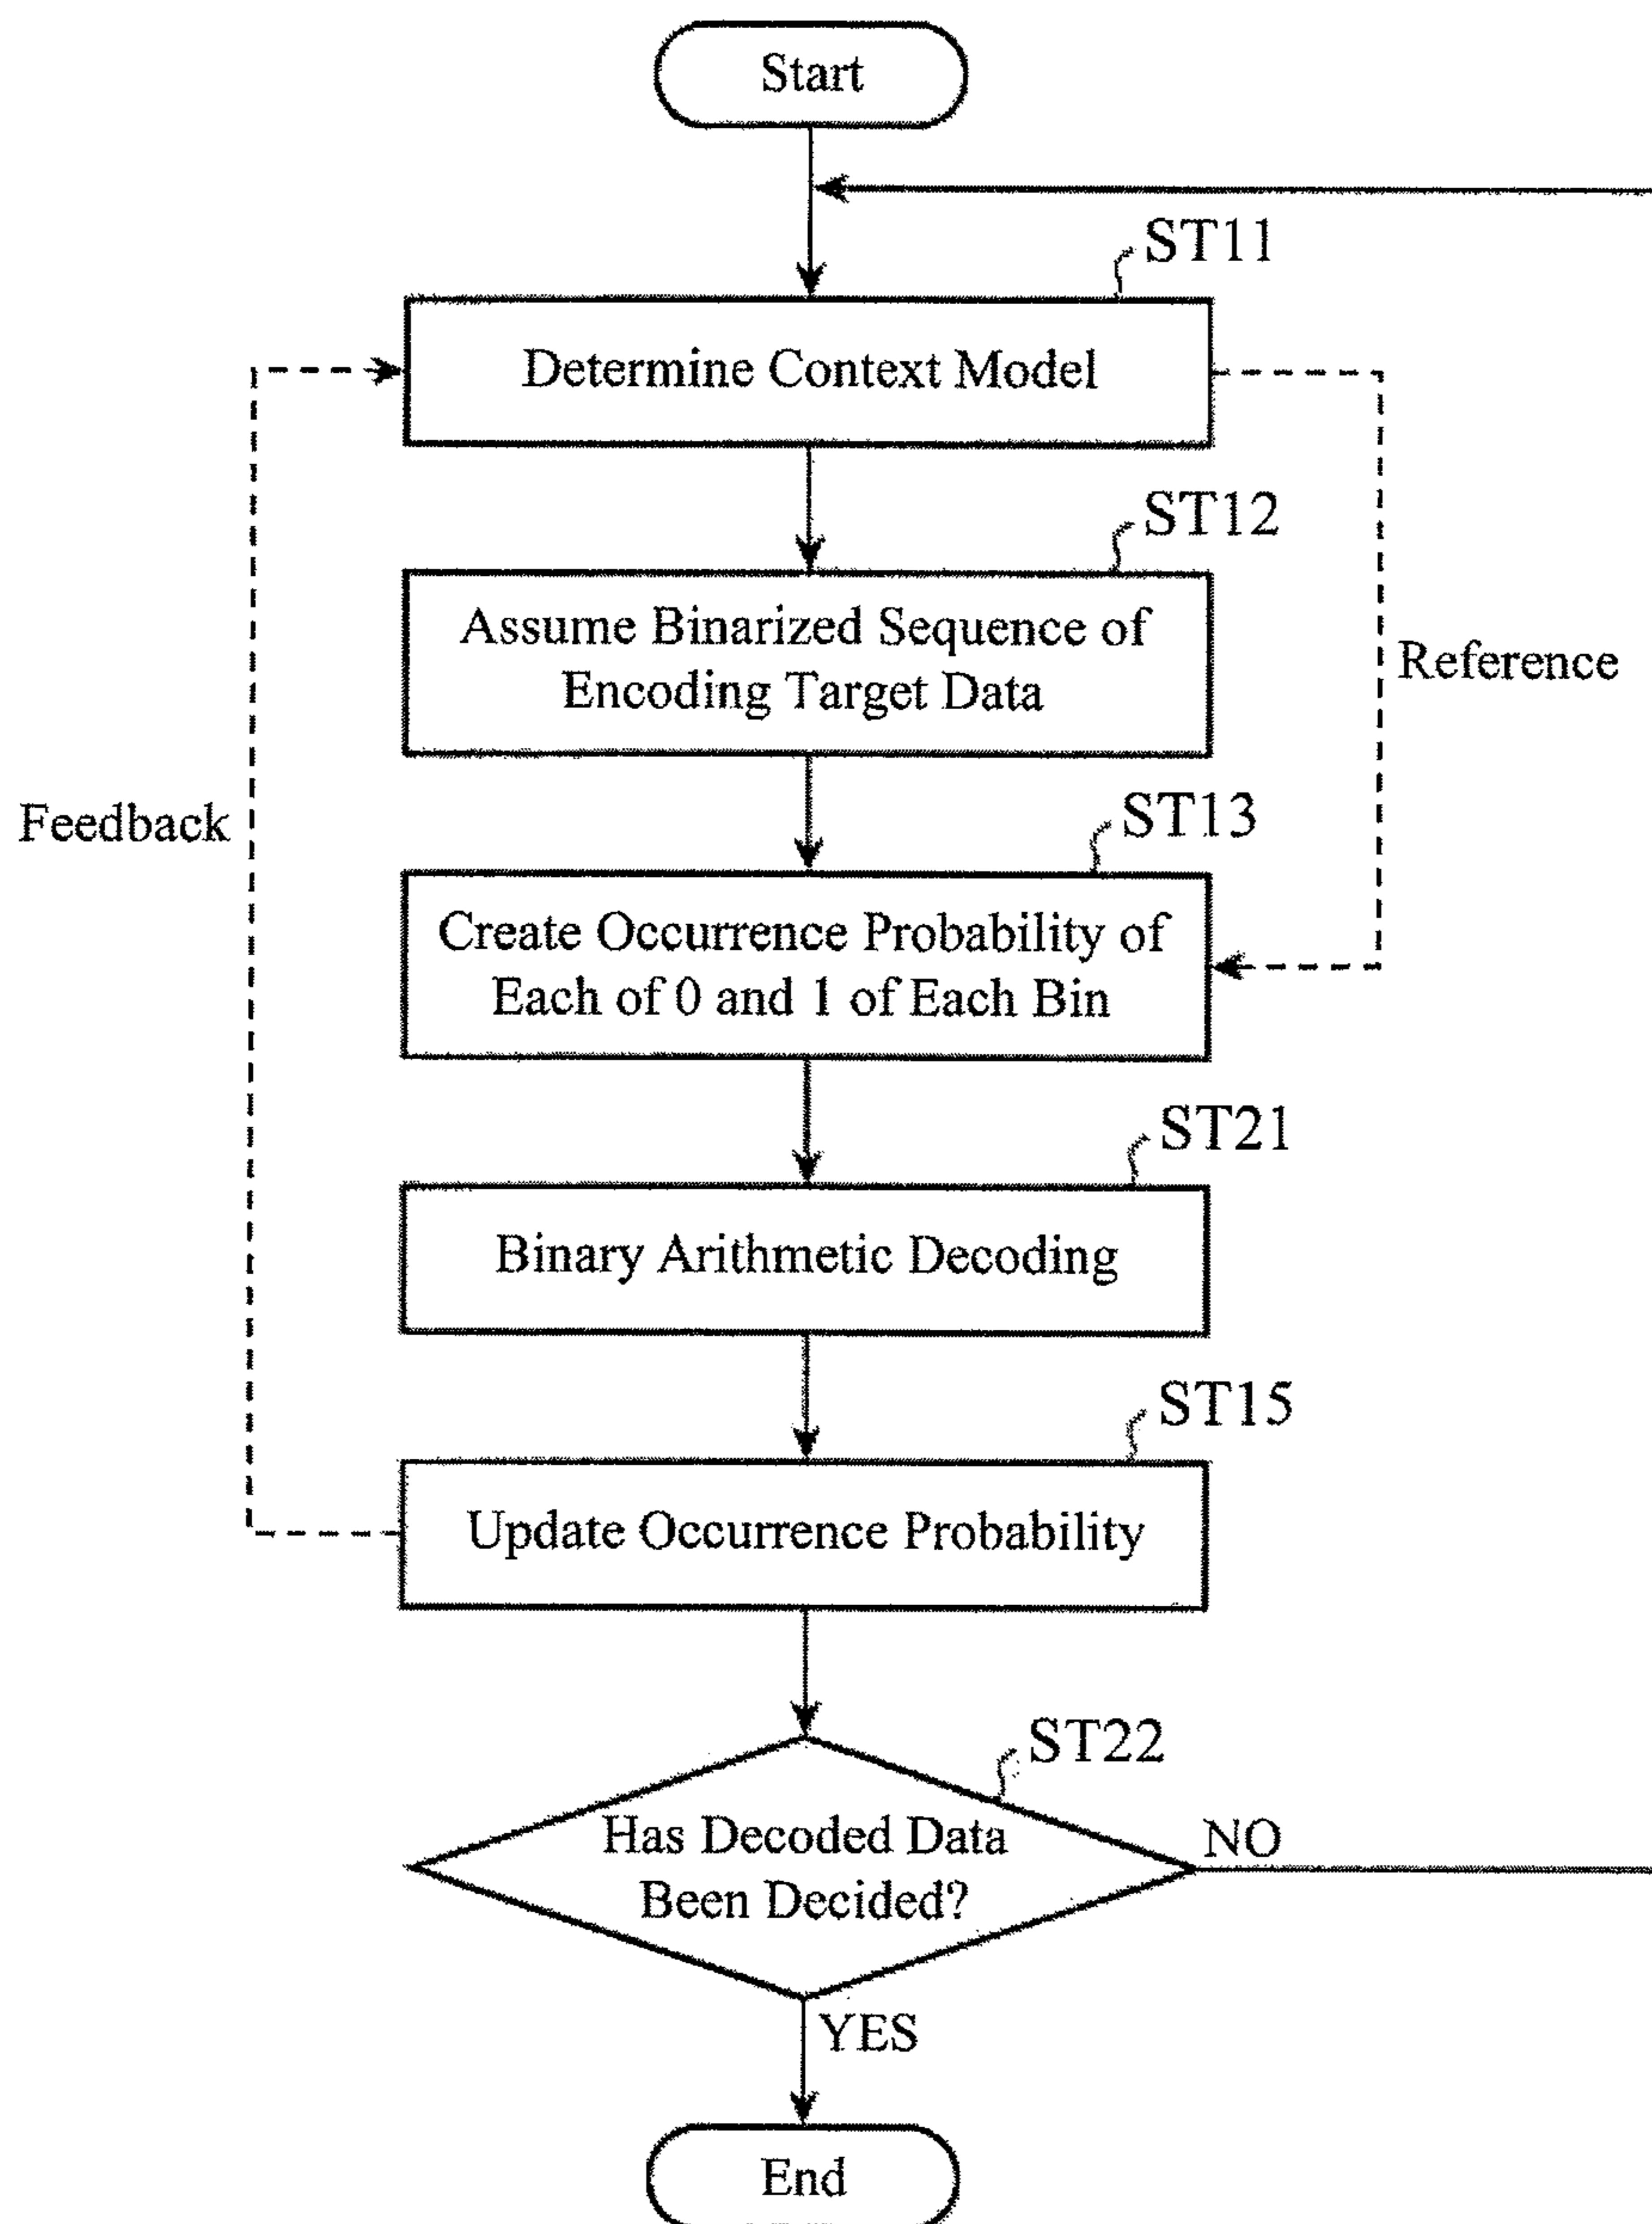 Start
ST11
Determine Context Model
ST12
Assume Binarized Sequence of
Encoding Target Data
Reference
Feedback
ST13
Create Occurrence Probability of
Each of 0 and 1 of Each Bin
ST21
Binary Arithmetic Decoding
ST15
Update Occurrence Probability
ST22
Has Decoded Data
Been Decided?
NO
YES
End